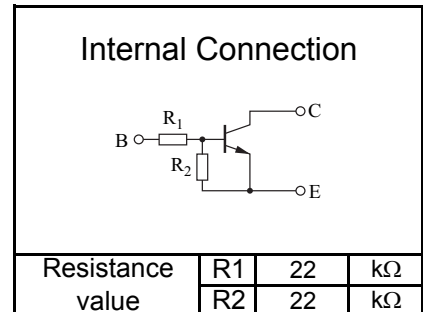 Internal Connection
R1
C
B
R2
E
Resistance value R1 22 kΩ
R2 22 kΩ